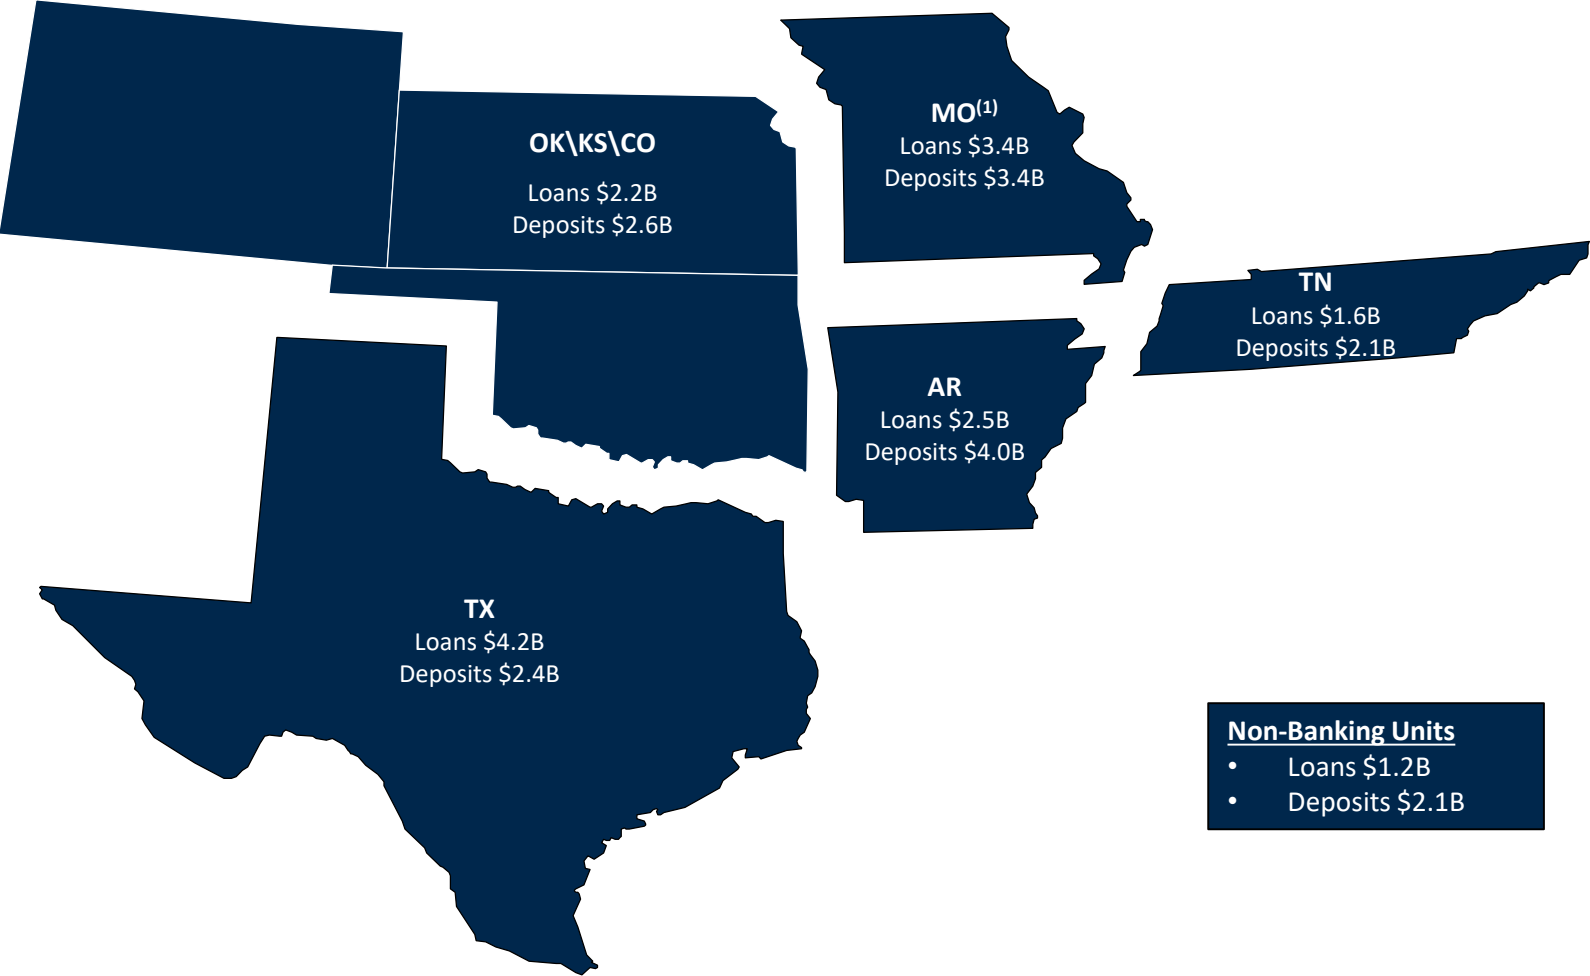 OK\KS\CO
Loans $2.2B
Deposits $2.6B
MO(1)
Loans $3.4B
Deposits $3.4B
TN
Loans $1.6B
Deposits $2.1B
AR
Loans $2.5B
Deposits $4.0B
TX
Loans $4.2B
Deposits $2.4B
Non-Banking Units
• Loans $1.2B
• Deposits $2.1B